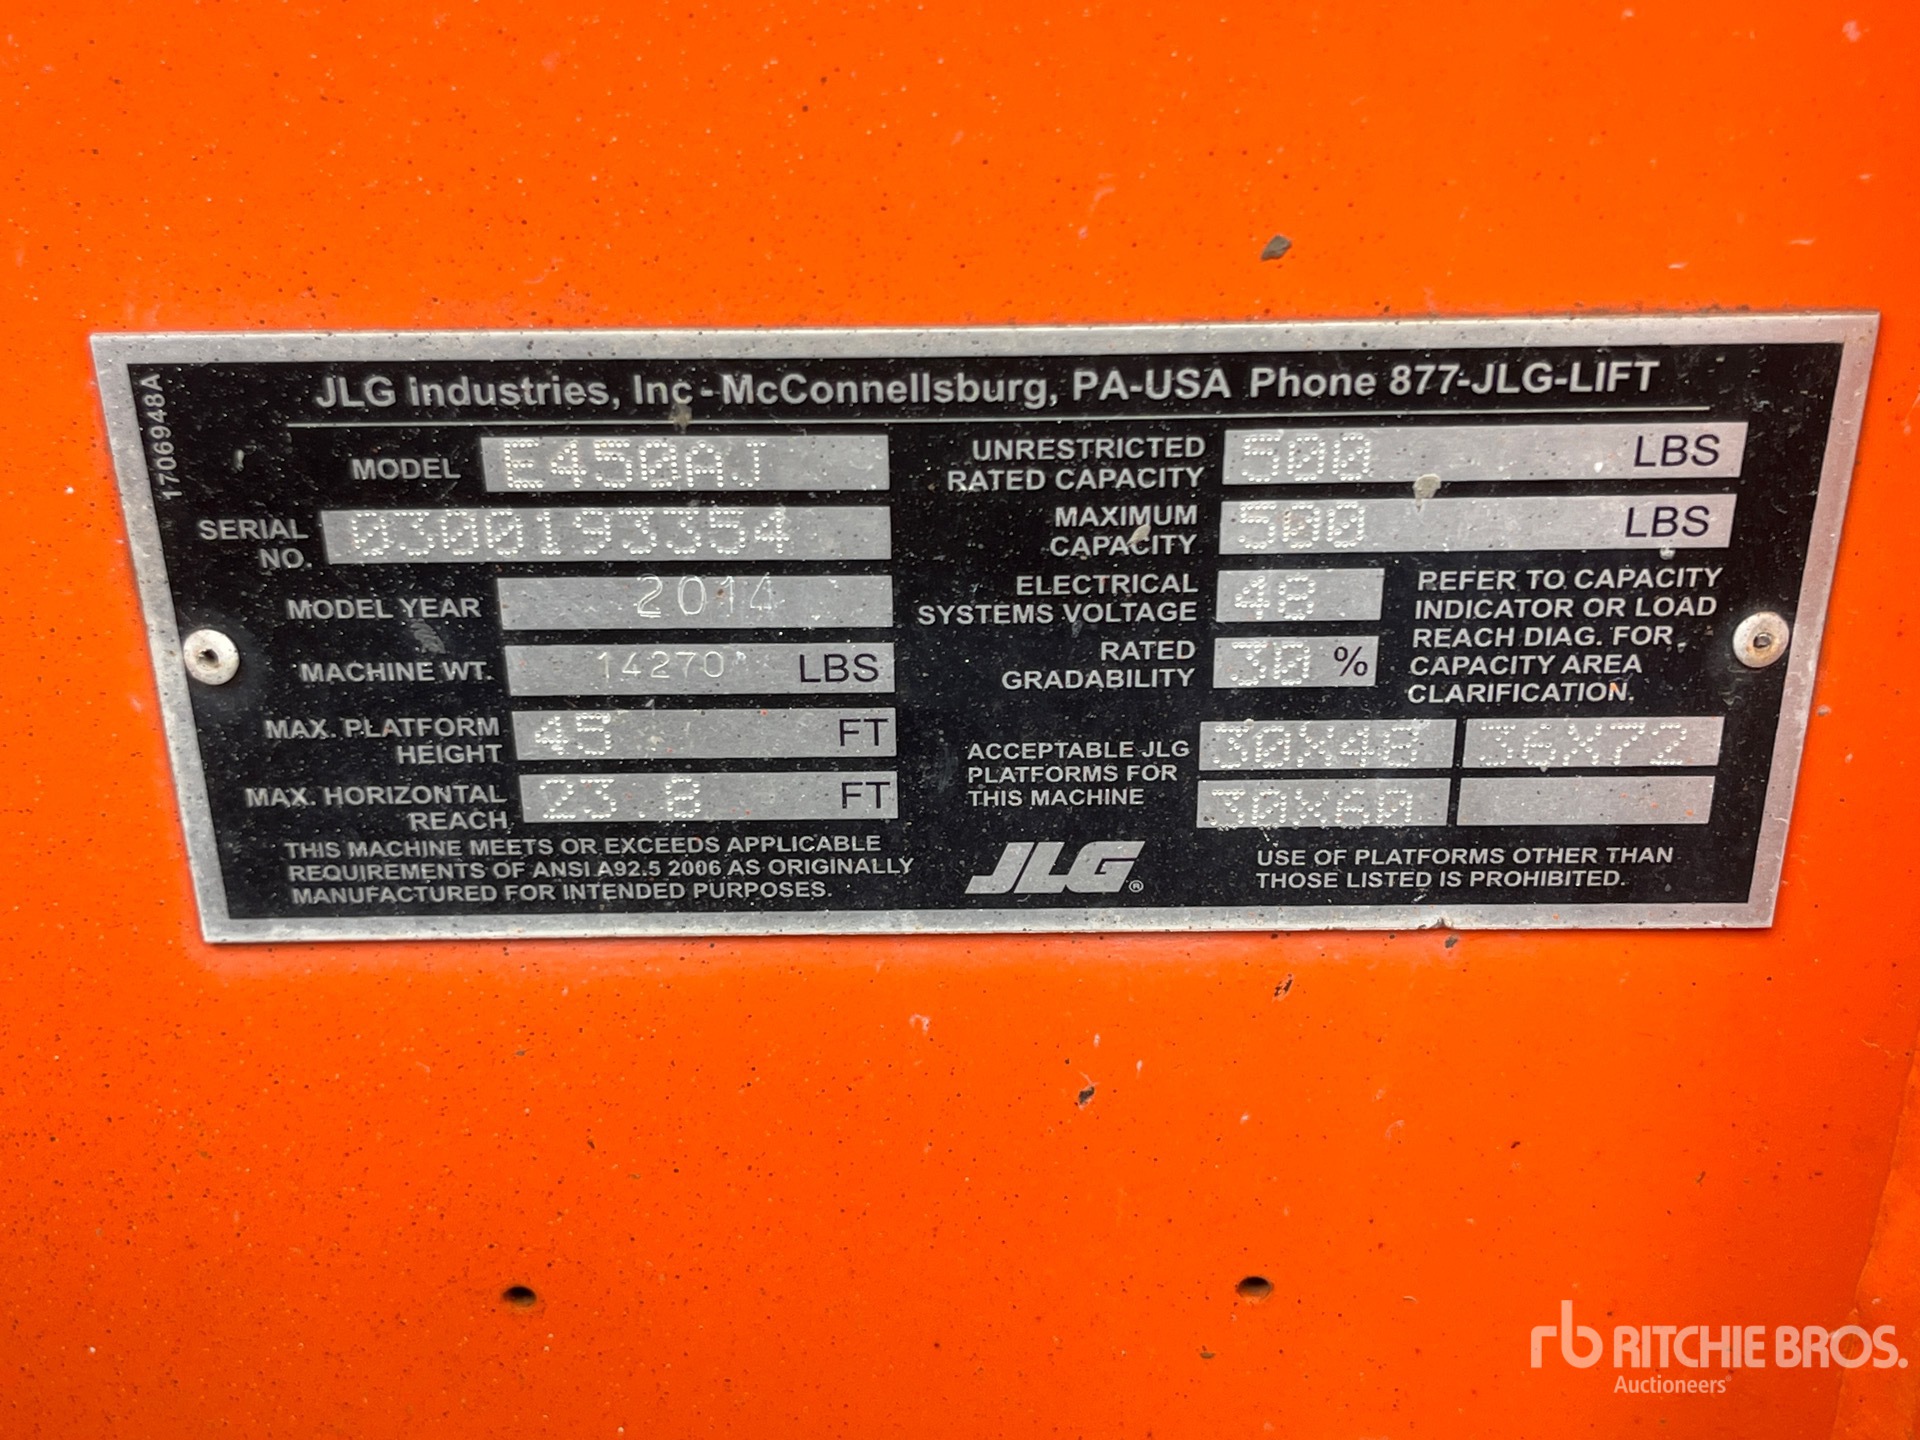 1706948A
JLG Industries, Inc - McConnellsburg, PA-USA Phone 877-JLG-LIFT
MODEL E450AJ
SERIAL
NO. 0300193354
MODEL YEAR 2014
MACHINE WT. 14270 LBS
MAX. PLATFORM
HEIGHT 45 FT
MAX. HORIZONTAL
REACH 23.8 FT
THIS MACHINE MEETS OR EXCEEDS APPLICABLE
REQUIREMENTS OF ANSI A92.5 2006 AS ORIGINALLY
MANUFACTURED FOR INTENDED PURPOSES.
UNRESTRICTED
RATED CAPACITY 500 LBS
MAXIMUM
CAPACITY 500 LBS
ELECTRICAL
SYSTEMS VOLTAGE 48
RATED
GRADABILITY 30 %
REFER TO CAPACITY
INDICATOR OR LOAD
REACH DIAG. FOR
CAPACITY AREA
CLARIFICATION.
ACCEPTABLE JLG
PLATFORMS FOR
THIS MACHINE
30X48 36X72
30X60
JLG®
USE OF PLATFORMS OTHER THAN
THOSE LISTED IS PROHIBITED.
rb RITCHIE BROS.
Auctioneers